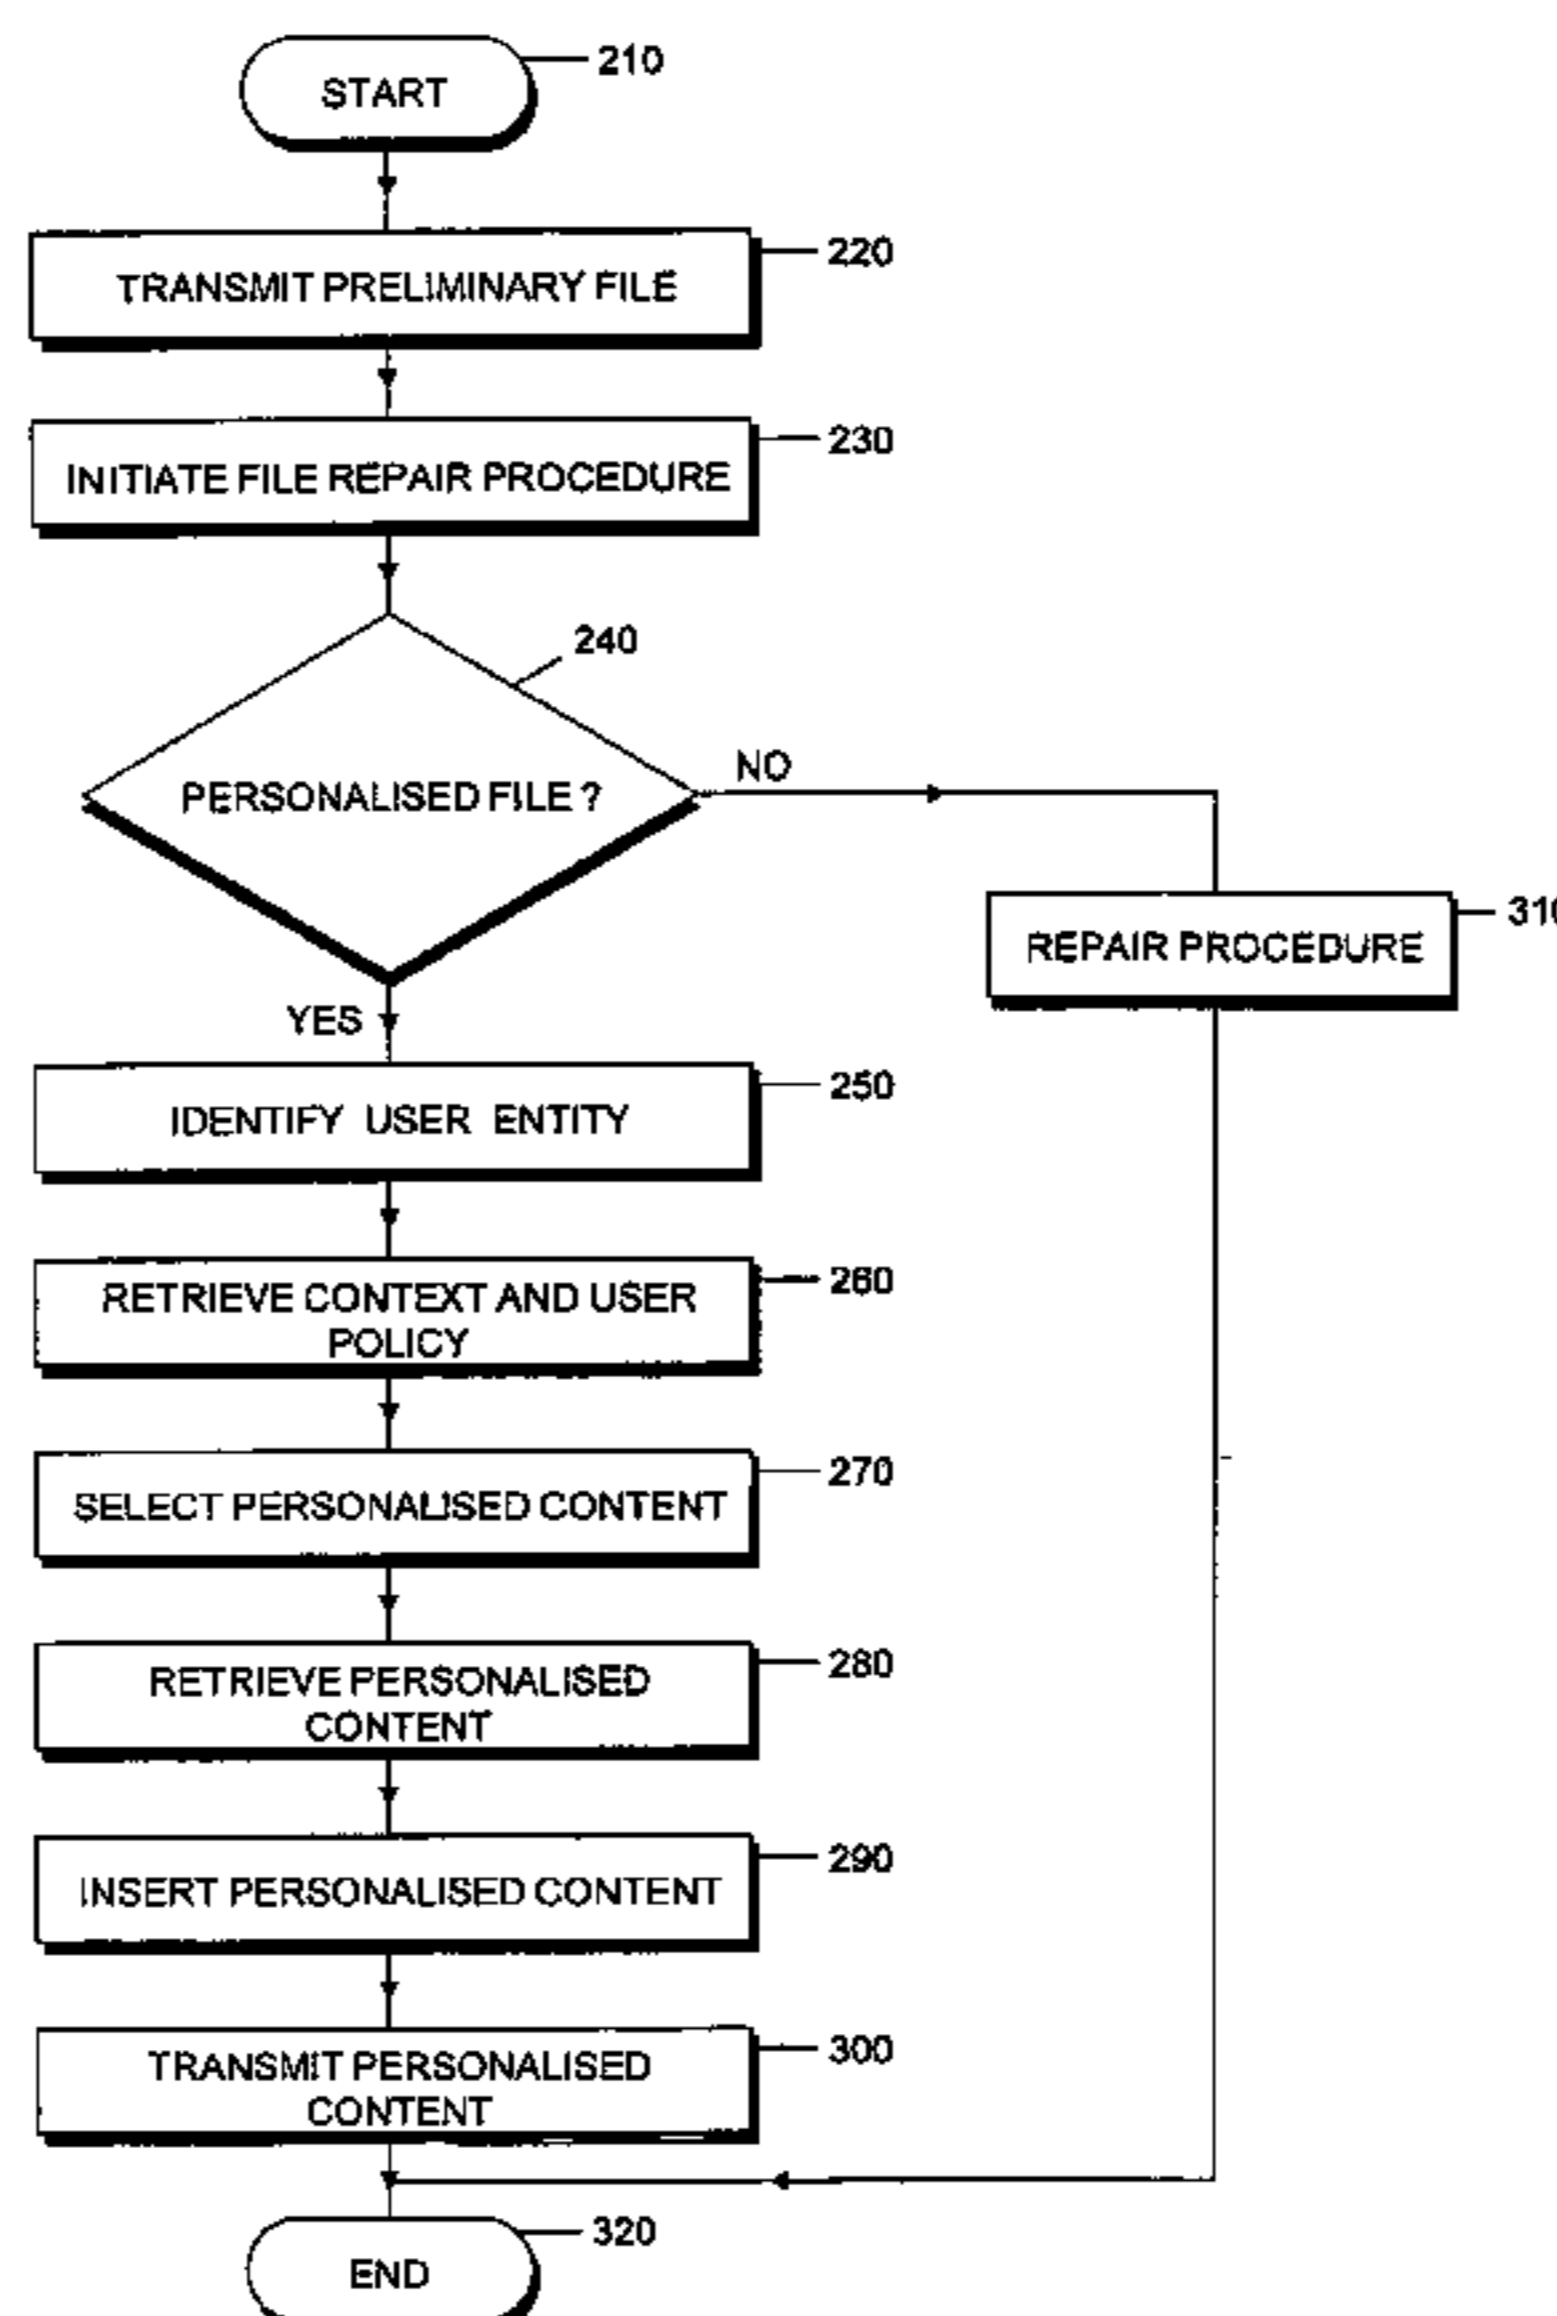 START
210
TRANSMIT PRELIMINARY FILE
220
INITIATE FILE REPAIR PROCEDURE
230
240
PERSONALISED FILE ?
NO
REPAIR PROCEDURE
310
YES
IDENTIFY USER ENTITY
250
RETRIEVE CONTEXT AND USER
POLICY
260
SELECT PERSONALISED CONTENT
270
RETRIEVE PERSONALISED
CONTENT
280
INSERT PERSONALISED CONTENT
290
TRANSMIT PERSONALISED
CONTENT
300
END
320